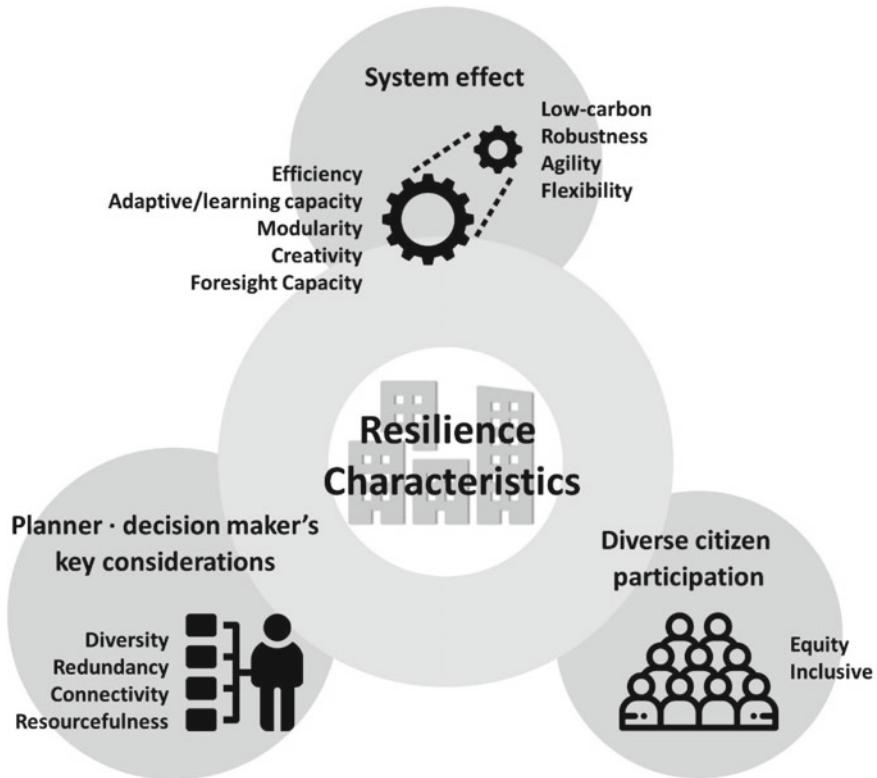 System effect
Low-carbon
Robustness
Agility
Flexibility
Efficiency
Adaptive/learning capacity
Modularity
Creativity
Foresight Capacity
Resilience
Characteristics
Planner · decision maker's
key considerations
Diversity
Redundancy
Connectivity
Resourcefulness
Diverse citizen
participation
Equity
Inclusive